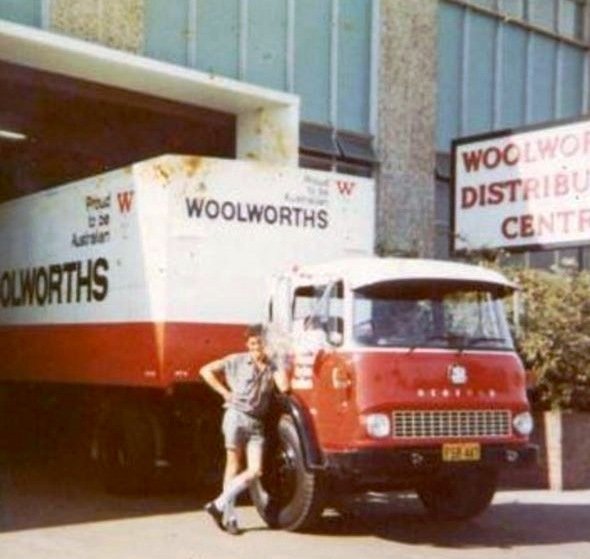 Proud
to be
Australian
W
OLWORTHS
Proud
to be
Australian
W
WOOLWORTHS
WOOLWOR
DISTRIBU
CENTR
BEDFORD